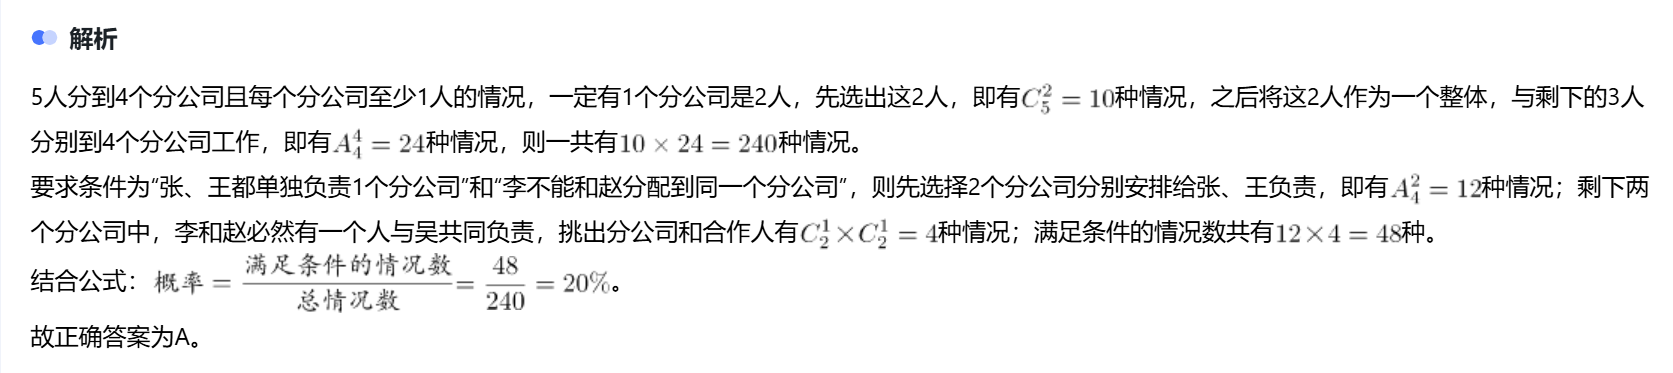 解析
5人分到4个分公司且每个分公司至少1人的情况，一定有1个分公司是2人，先选出这2人，即有$C_5^2 = 10$种情况，之后将这2人作为一个整体，与剩下的3人
分别到4个分公司工作，即有$A_4^4 = 24$种情况，则一共有$10 \times 24 = 240$种情况。
要求条件为“张、王都单独负责1个分公司”和“李不能和赵分配到同一个分公司”，则先选择2个分公司分别安排给张、王负责，即有$A_4^2 = 12$种情况；剩下两
个分公司中，李和赵必然有一个人与吴共同负责，挑出分公司和合作人有$C_2^1 \times C_2^1 = 4$种情况；满足条件的情况数共有$12 \times 4 = 48$种。
结合公式：$概率 = \frac{满足条件的情况数}{总情况数} = \frac{48}{240} = 20\%$。
故正确答案为A。